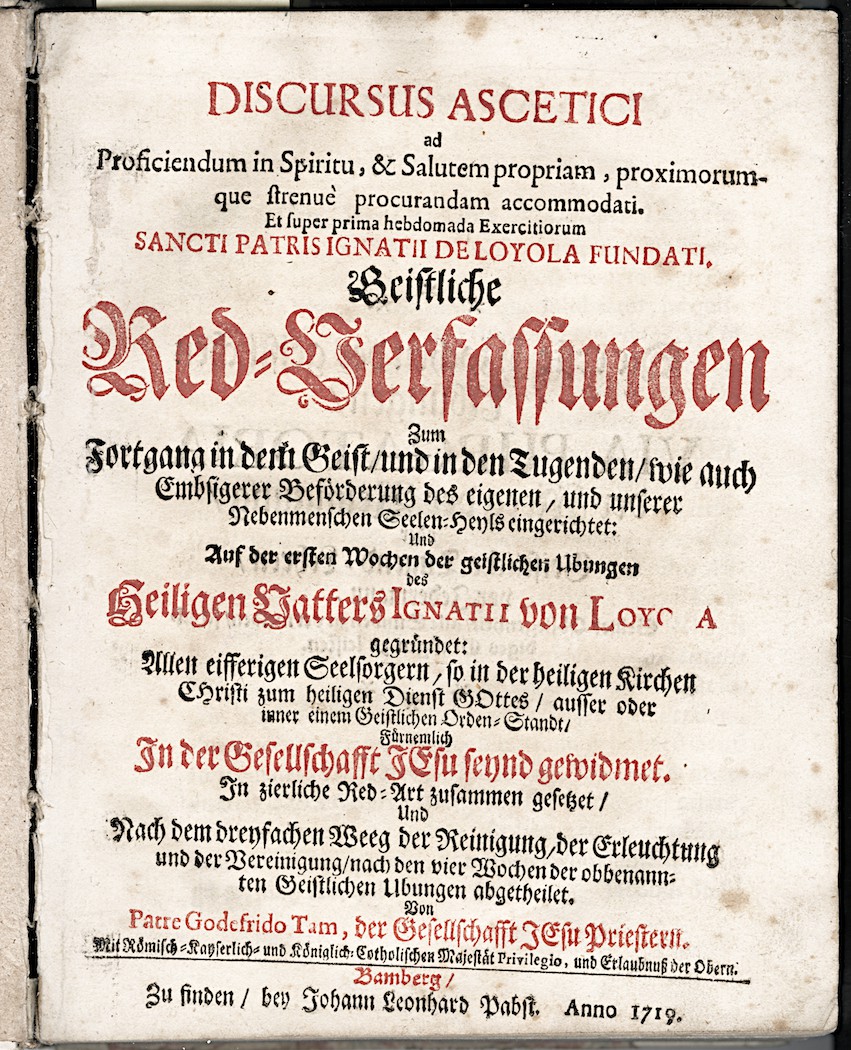 DISCURSUS ASCETICI
ad
Proficiendum in Spiritu, & Salutem propriam, proximorum-
que strenuè procurandam accommodati.
Et super prima hebdomada Exercitiorum
SANCTI PATRIS IGNATII DE LOYOLA FUNDATI.
Geistliche
Red-Verfassungen
Zum
Fortgang in dem Geist/und in den Tugenden/wie auch
Embsigerer Beförderung des eigenen/ und unserer
Nebenmenschen Seelen-Heyls eingerichtet:
Und
Auf der ersten Wochen der geistlichen Ubungen
des
Heiligen Vatters IGNATII von LOYO A
gegründet:
Allen eifferigen Seelsorgern/ so in der heiligen Kirchen
CHristi zum heiligen Dienst GOttes/ ausser oder
inner einem Geistlichen Orden-Standt/
Fürnemlich
In der Gesellschafft JEsu seynd gewidmet.
In zierliche Red-Art zusammen gesetzet/
Und
Nach dem dreyfachen Weeg der Reinigung/der Erleuchtung
und der Vereinigung/nach den vier Wochen der obbenann-
ten Geistlichen Ubungen abgetheilet.
Von
Patre Godefrido Tam, der Gesellschafft JEsu Priestern.
Mit Römisch-Kayserlich- und Königlich-Cotholischen Majestät Privilegio, und Erlaubnuß der Obern.
Bamberg/
Zu finden/ bey Johann Leonhard Pabst. Anno 1719.